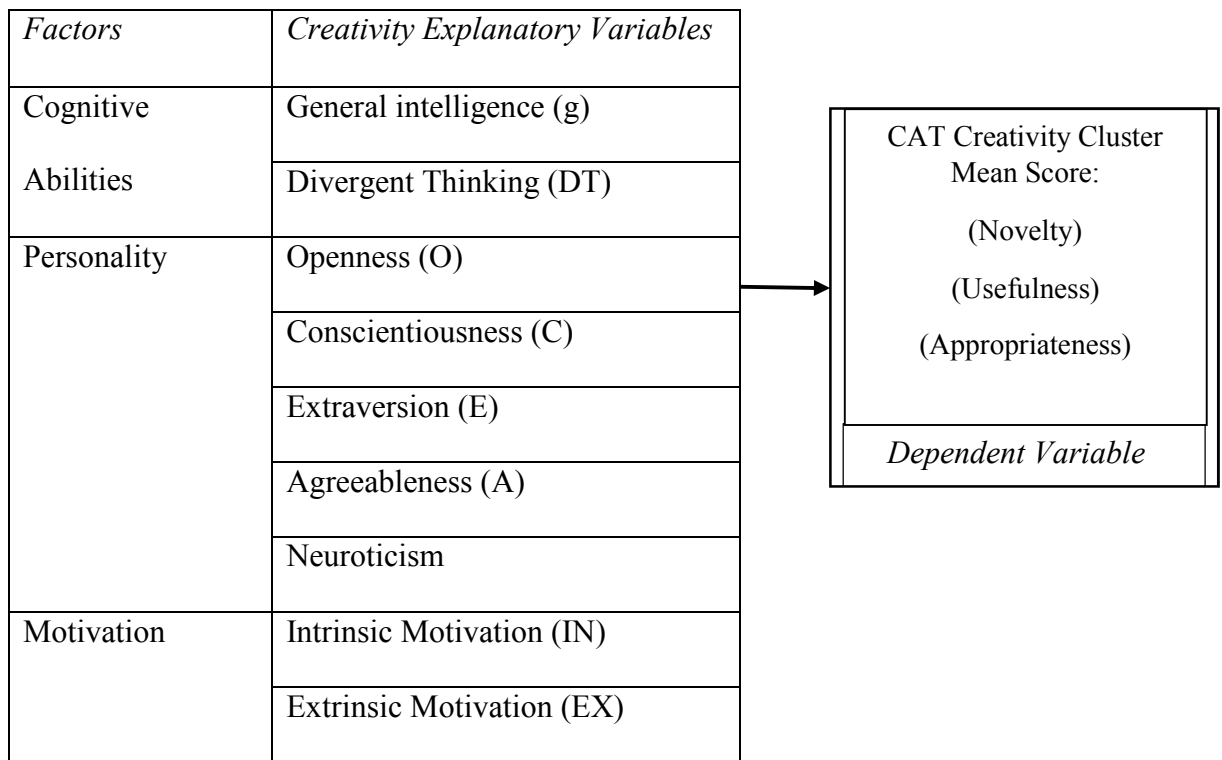 Factors
Creativity Explanatory Variables
Cognitive
Abilities
General intelligence (g)
Divergent Thinking (DT)
Personality
Openness (O)
Conscientiousness (C)
Extraversion (E)
Agreeableness (A)
Neuroticism
Motivation
Intrinsic Motivation (IN)
Extrinsic Motivation (EX)
CAT Creativity Cluster
Mean Score:
(Novelty)
(Usefulness)
(Appropriateness)
Dependent Variable